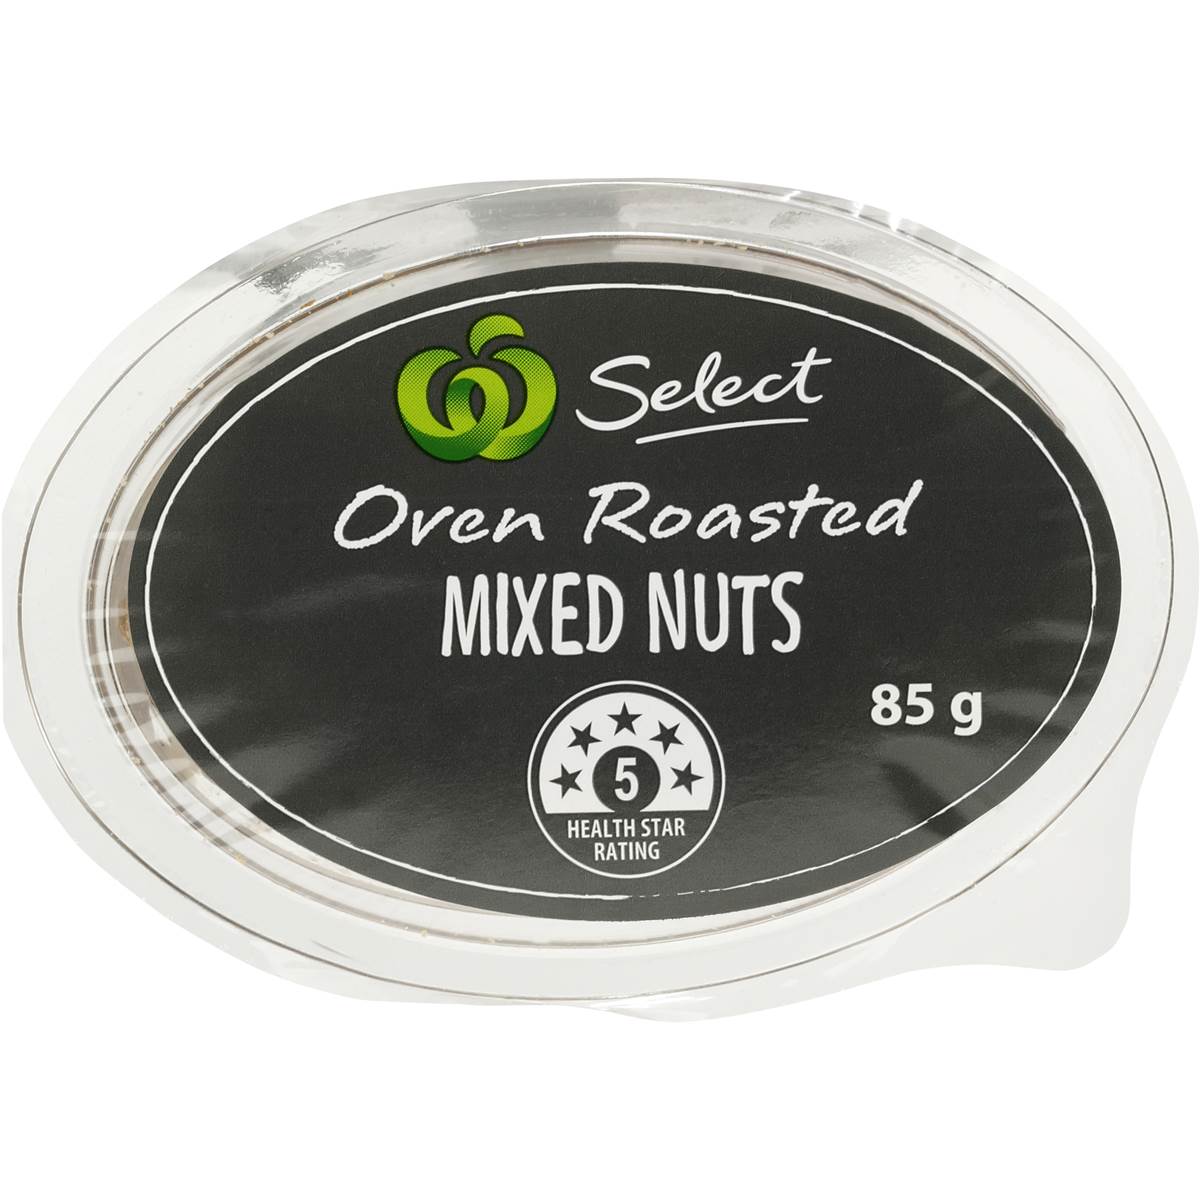 Select
Oven Roasted
MIXED NUTS
85 g
5
HEALTH STAR
RATING